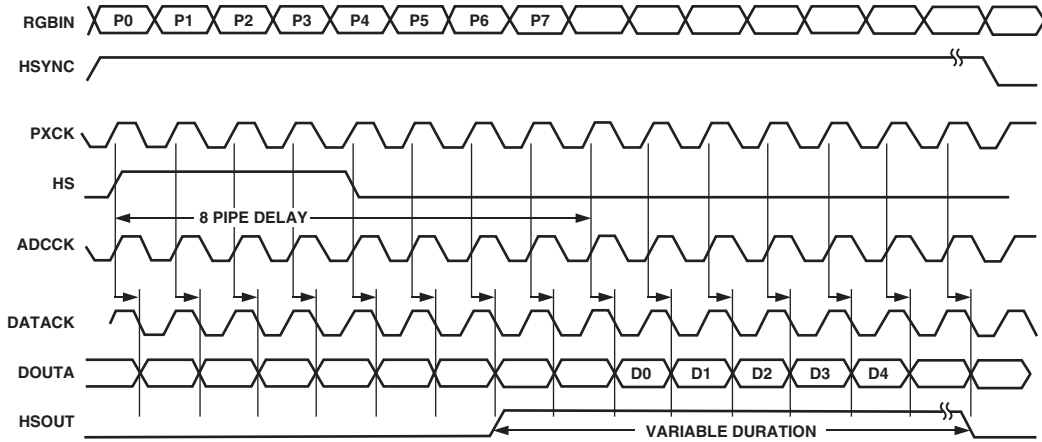 RGBIN P0 P1 P2 P3 P4 P5 P6 P7
HSYNC
PXCK
HS
8 PIPE DELAY
ADCCK
DATACK
DOUTA D0 D1 D2 D3 D4
HSOUT
VARIABLE DURATION